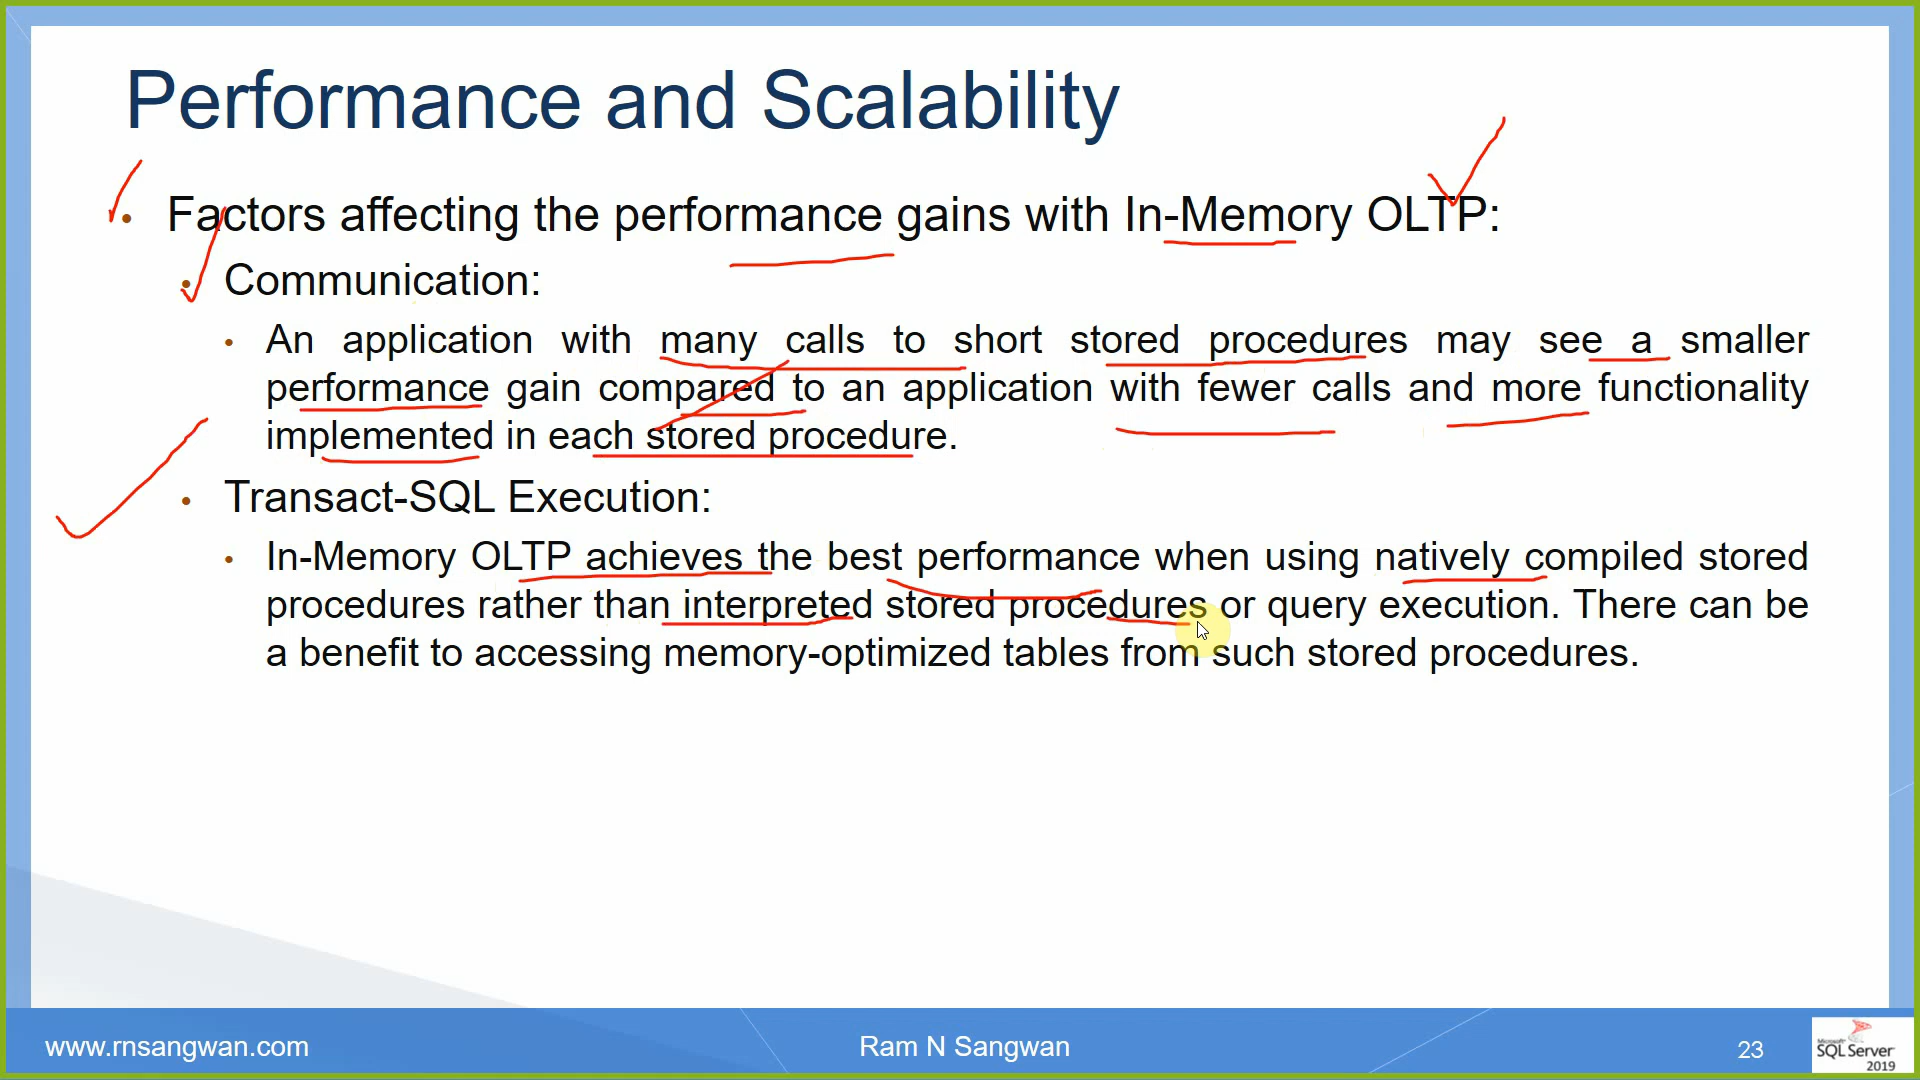 Performance and Scalability
• Factors affecting the performance gains with In-Memory OLTP:
• Communication:
• An application with many calls to short stored procedures may see a smaller
performance gain compared to an application with fewer calls and more functionality
implemented in each stored procedure.
• Transact-SQL Execution:
• In-Memory OLTP achieves the best performance when using natively compiled stored
procedures rather than interpreted stored procedures or query execution. There can be
a benefit to accessing memory-optimized tables from such stored procedures.
www.rnsangwan.com
Ram N Sangwan
23
Microsoft
SQL Server
2019